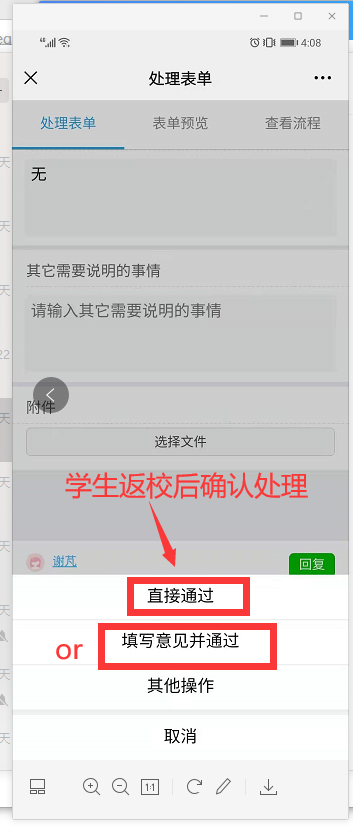 4:08
处理表单
处理表单
表单预览
查看流程
无
其它需要说明的事情
请输入其它需要说明的事情
附件
选择文件
学生返校后确认处理
谢芃
回复
直接通过
or
填写意见并通过
其他操作
取消
1:1